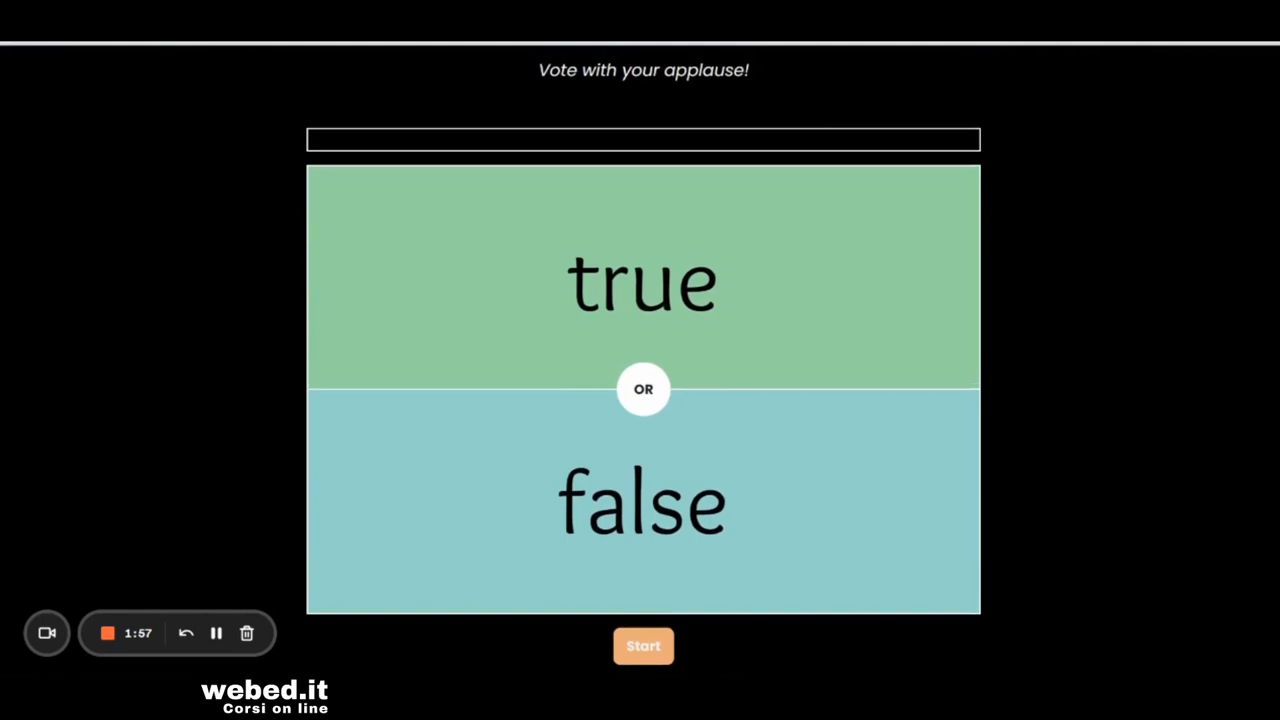 Vote with your applause!
true
OR
false
1:57
Start
webed.it
Corsi on line